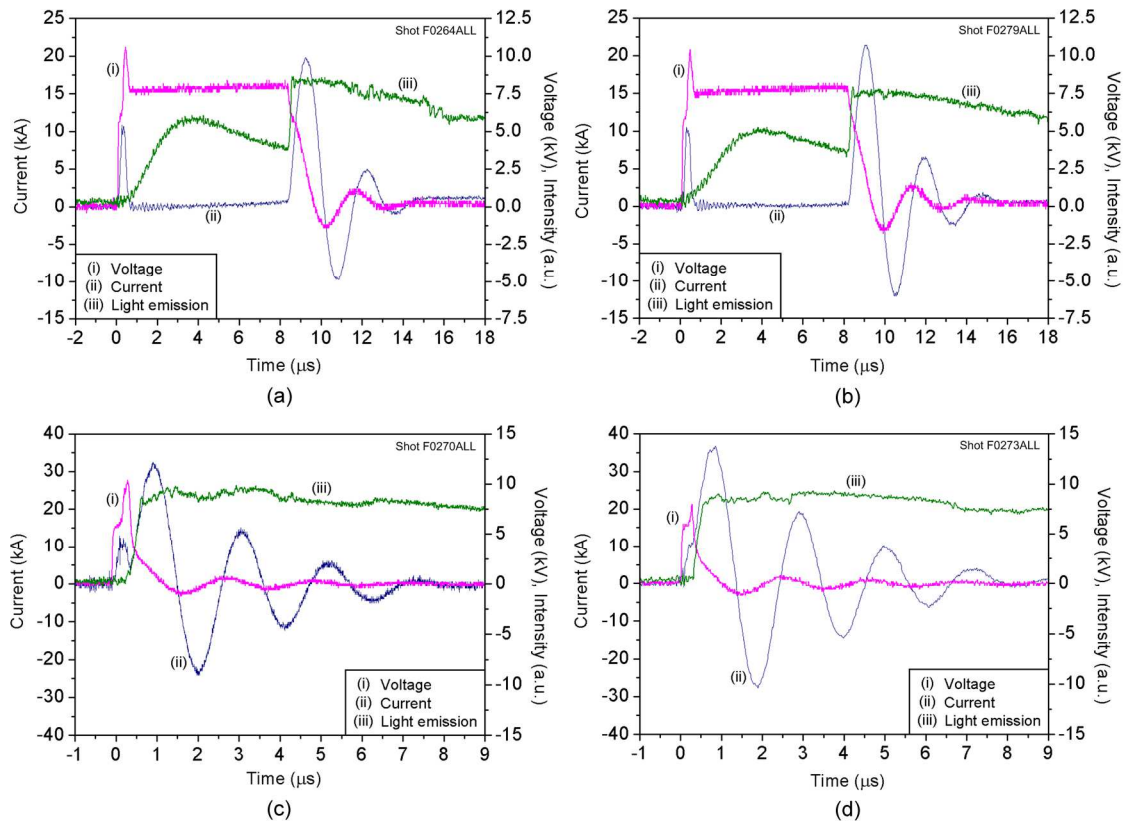 Shot F0264ALL
25
20
15
10
5
0
-5
-10
-15
12.5
10.0
7.5
5.0
2.5
0.0
-2.5
-5.0
-7.5
Current (kA)
Voltage (kV), Intensity (a.u.)
(i)
(ii)
(iii)
(i) Voltage
(ii) Current
(iii) Light emission
-2 0 2 4 6 8 10 12 14 16 18
Time (μs)
(a)
Shot F0279ALL
25
20
15
10
5
0
-5
-10
-15
12.5
10.0
7.5
5.0
2.5
0.0
-2.5
-5.0
-7.5
Current (kA)
Voltage (kV), Intensity (a.u.)
(i)
(ii)
(iii)
(i) Voltage
(ii) Current
(iii) Light emission
-2 0 2 4 6 8 10 12 14 16 18
Time (μs)
(b)
Shot F0270ALL
40
30
20
10
0
-10
-20
-30
-40
15
10
5
0
-5
-10
-15
Current (kA)
Voltage (kV), Intensity (a.u.)
(i)
(iii)
(ii)
(i) Voltage
(ii) Current
(iii) Light emission
-1 0 1 2 3 4 5 6 7 8 9
Time (μs)
(c)
Shot F0273ALL
40
30
20
10
0
-10
-20
-30
-40
15
10
5
0
-5
-10
-15
Current (kA)
Voltage (kV), Intensity (a.u.)
(i)
(iii)
(ii)
(i) Voltage
(ii) Current
(iii) Light emission
-1 0 1 2 3 4 5 6 7 8 9
Time (μs)
(d)